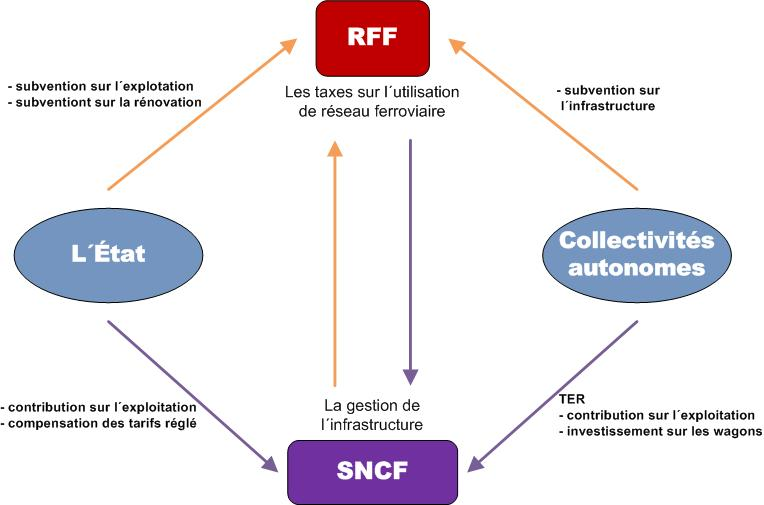 RFF
Les taxes sur l´utilisation
de réseau ferroviaire
- subvention sur l´explotation
- subventiont sur la rénovation
- subvention sur
l´infrastructure
L´État
Collectivités
autonomes
- contribution sur l´exploitation
- compensation des tarifs réglé
La gestion de
l´infrastructure
TER
- contribution sur l´exploitation
- investissement sur les wagons
SNCF